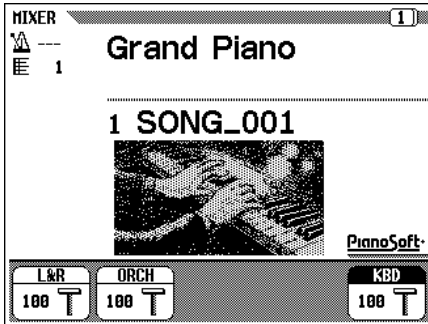 MIXER 1
---
1
Grand Piano
1 SONG_001
PianoSoft·
L&R ORCH KBD
100 100 100